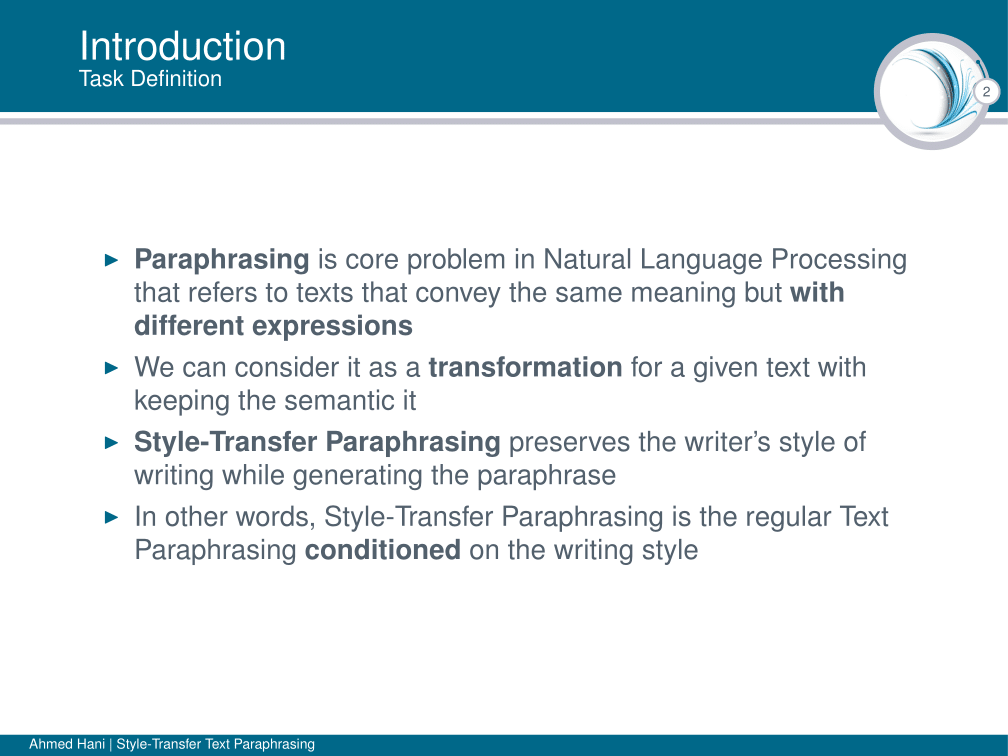 Introduction
Task Definition
2
▶ Paraphrasing is core problem in Natural Language Processing
that refers to texts that convey the same meaning but with
different expressions
▶ We can consider it as a transformation for a given text with
keeping the semantic it
▶ Style-Transfer Paraphrasing preserves the writer's style of
writing while generating the paraphrase
▶ In other words, Style-Transfer Paraphrasing is the regular Text
Paraphrasing conditioned on the writing style
Ahmed Hani | Style-Transfer Text Paraphrasing